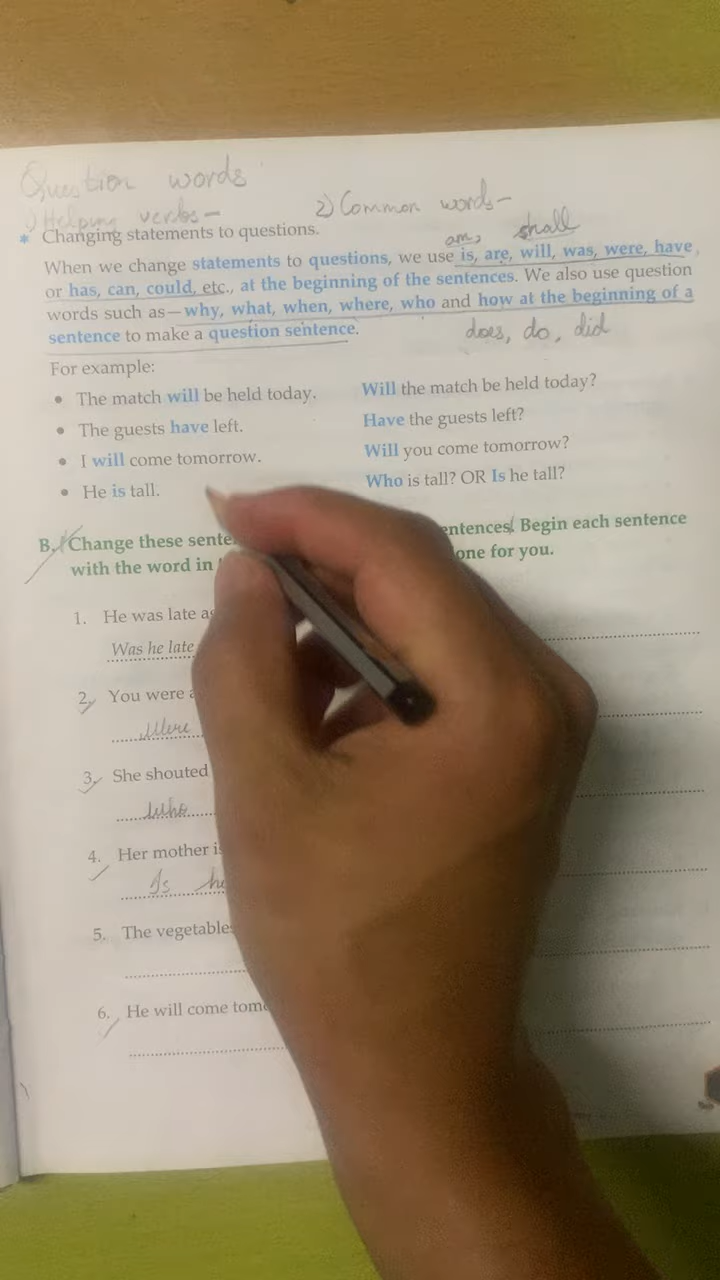 Question words
1) Helping verbs— 2) Common words—
* Changing statements to questions. am, shall
When we change statements to questions, we use is, are, will, was, were, have
or has, can, could, etc., at the beginning of the sentences. We also use question
words such as—why, what, when, where, who and how at the beginning of a
sentence to make a question sentence. does, do, did
For example:
• The match will be held today. Will the match be held today?
• The guests have left. Have the guests left?
• I will come tomorrow. Will you come tomorrow?
• He is tall. Who is tall? OR Is he tall?
B. Change these Begin each sentence
with the word in one for you.
1. He was late
Was he late
2. You were
Were
3. She shouted
Who
4. Her mother
Is
5. The
6. He will come